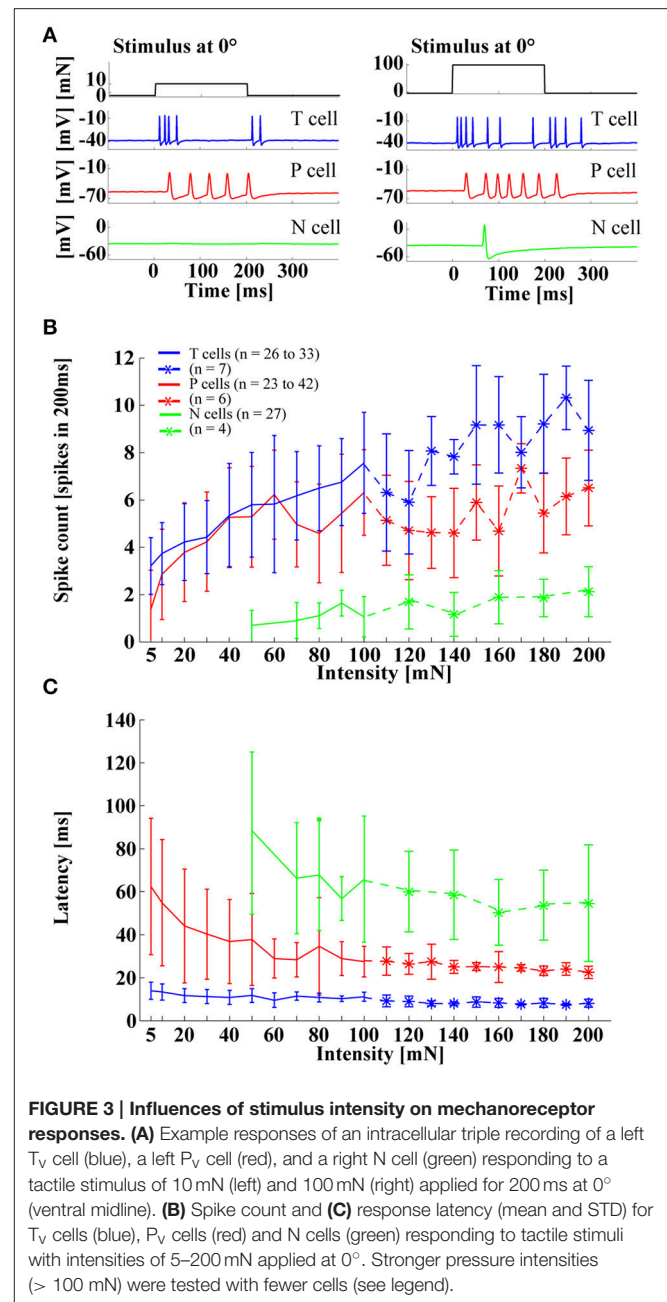 A
Stimulus at 0°
Stimulus at 0°
[mN]
10
0
100
0
[mV]
-10
-40
T cell
-10
-40
T cell
[mV]
-10
-70
P cell
-10
-70
P cell
[mV]
0
-60
N cell
0
-60
N cell
0 100 200 300
Time [ms]
0 100 200 300
Time [ms]
B
T cells (n = 26 to 33)
(n = 7)
P cells (n = 23 to 42)
(n = 6)
N cells (n = 27)
(n = 4)
Spike count [spikes in 200ms]
12
10
8
6
4
2
0
5 20 40 60 80 100 120 140 160 180 200
Intensity [mN]
C
Latency [ms]
140
120
100
80
60
40
20
0
5 20 40 60 80 100 120 140 160 180 200
Intensity [mN]
FIGURE 3 | Influences of stimulus intensity on mechanoreceptor
responses. (A) Example responses of an intracellular triple recording of a left
TV cell (blue), a left PV cell (red), and a right N cell (green) responding to a
tactile stimulus of 10 mN (left) and 100 mN (right) applied for 200 ms at 0°
(ventral midline). (B) Spike count and (C) response latency (mean and STD) for
TV cells (blue), PV cells (red) and N cells (green) responding to tactile stimuli
with intensities of 5–200 mN applied at 0°. Stronger pressure intensities
(> 100 mN) were tested with fewer cells (see legend).